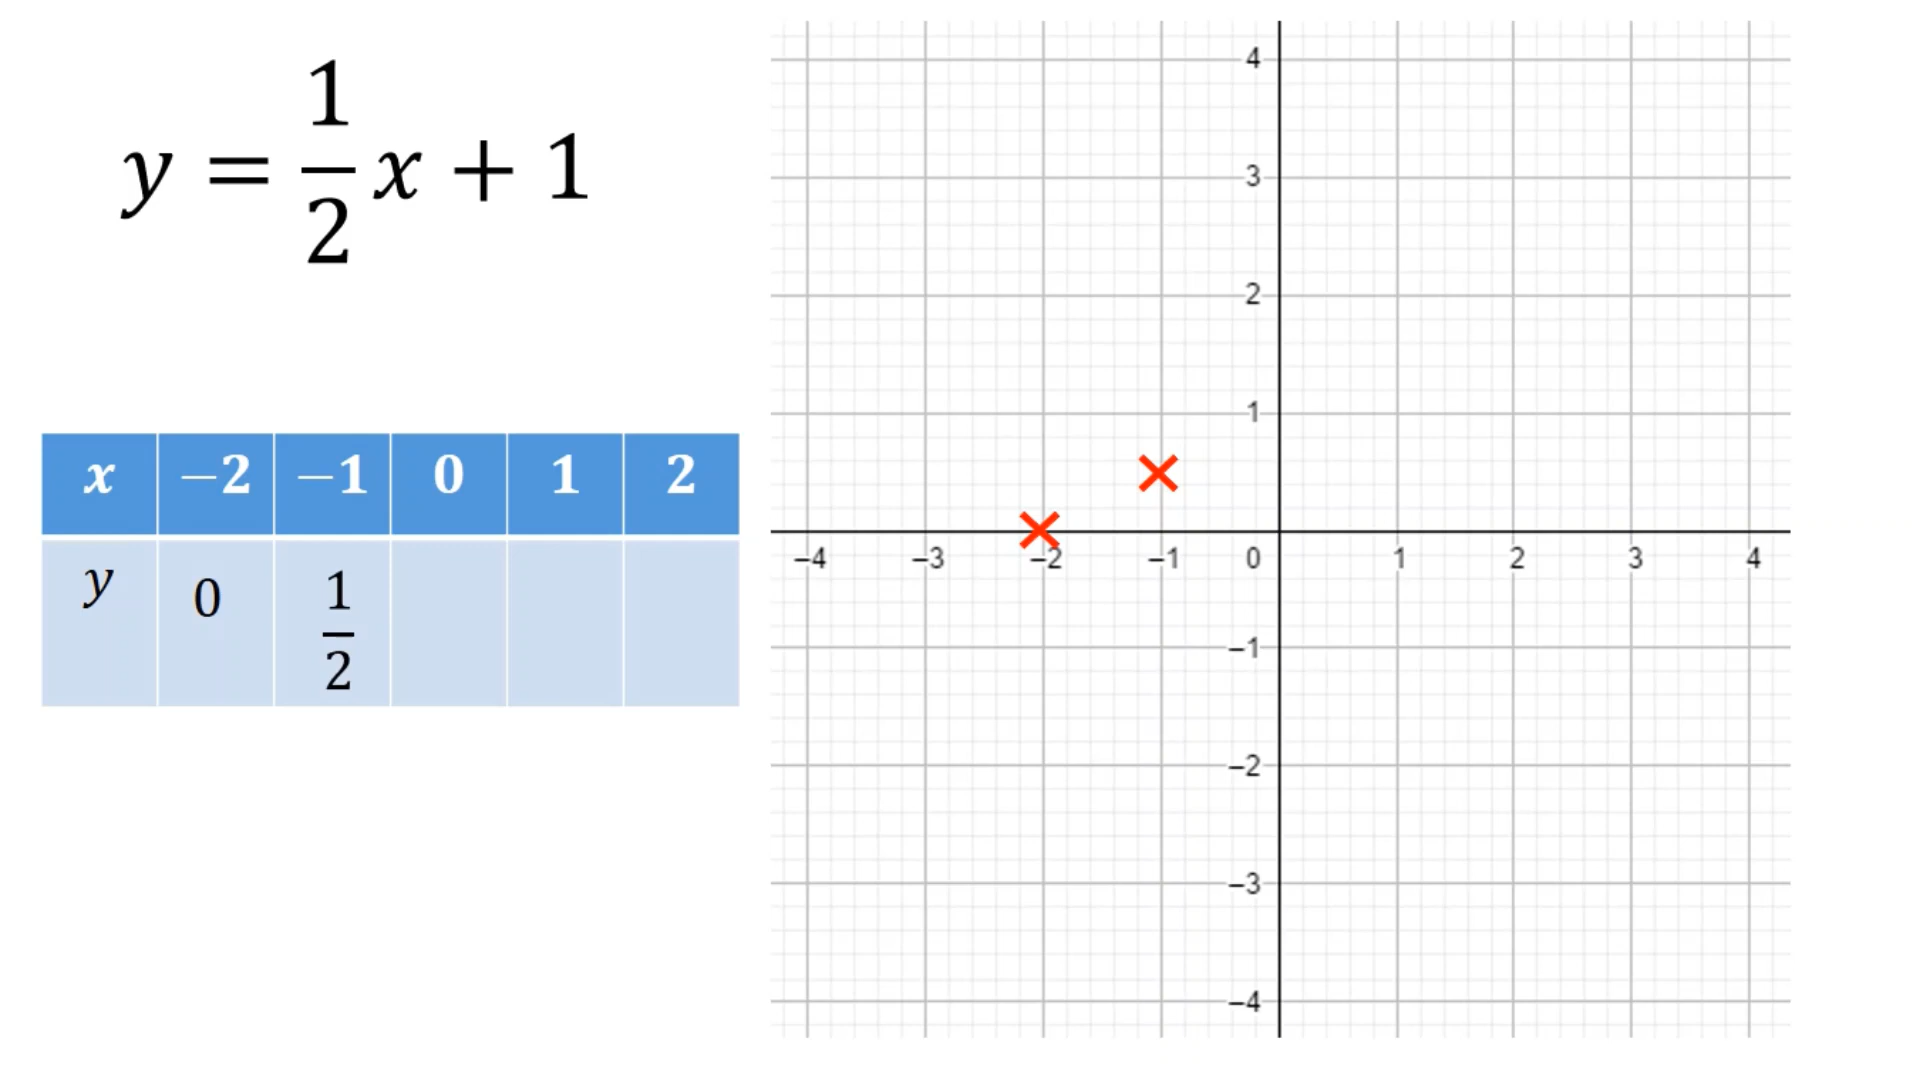 y = 1/2 x + 1
x −2 −1 0 1 2
y 0 1/2
4
3
2
1
−4 −3 −2 −1 0 1 2 3 4
−1
−2
−3
−4